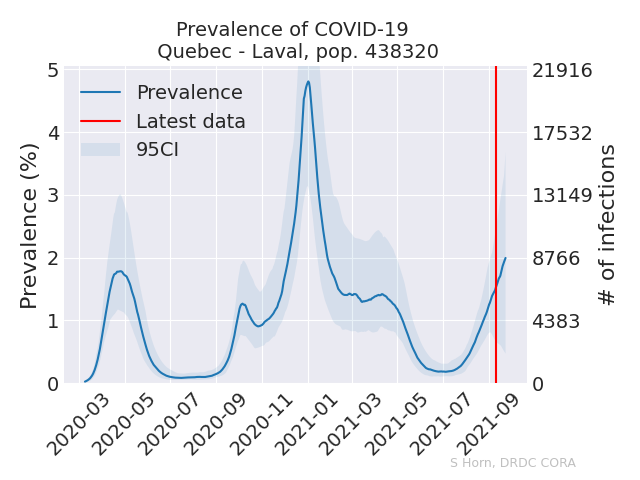 Prevalence of COVID-19
Quebec - Laval, pop. 438320
Prevalence (%)
5
4
3
2
1
0
Prevalence
Latest data
95CI
21916
17532
13149
8766
4383
0
# of infections
2020-03
2020-05
2020-07
2020-09
2020-11
2021-01
2021-03
2021-05
2021-07
2021-09
S Horn, DRDC CORA